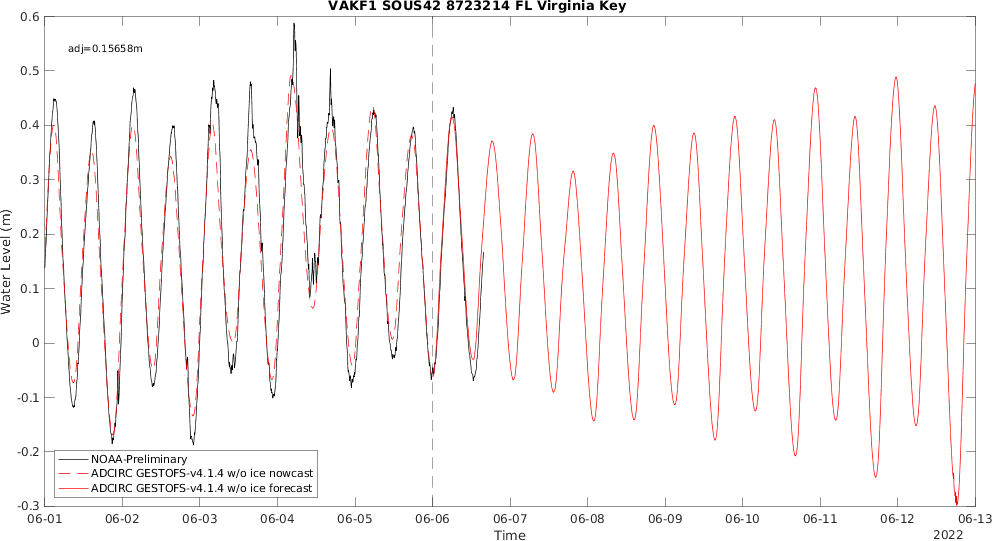 VAKF1 SOUS42 8723214 FL Virginia Key
adj=0.15658m
0.6
0.5
0.4
0.3
0.2
0.1
0
-0.1
-0.2
-0.3
Water Level (m)
NOAA-Preliminary
ADCIRC GESTOFS-v4.1.4 w/o ice nowcast
ADCIRC GESTOFS-v4.1.4 w/o ice forecast
06-01 06-02 06-03 06-04 06-05 06-06 06-07 06-08 06-09 06-10 06-11 06-12 06-13
Time
2022